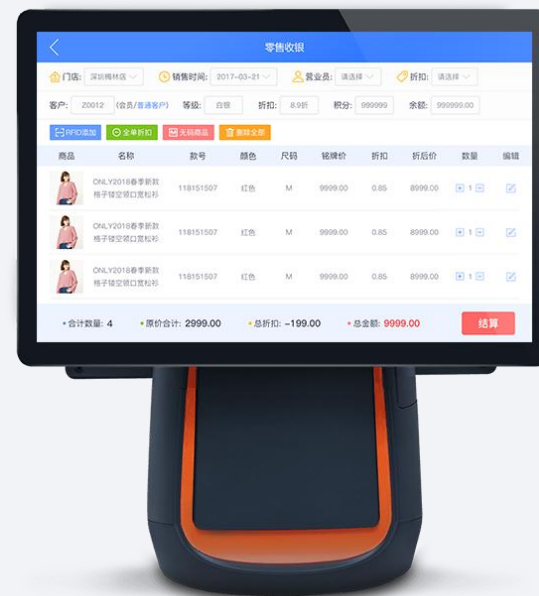 零售收银
门店: 深圳梅林店 销售时间: 2017-03-21 营业员: 请选择 折扣: 请选择
客户: Z0012 (会员/普通客户) 等级: 白银 折扣: 8.9折 积分: 999999 余额: 999999.00
RFID添加 全单折扣 无码商品 删除全部
商品 名称 款号 颜色 尺码 铭牌价 折扣 折后价 数量 编辑
ONLY2018春季新款
格子镂空领口宽松衫 118151507 红色 M 9999.00 0.85 8999.00 1
ONLY2018春季新款
格子镂空领口宽松衫 118151507 红色 M 9999.00 0.85 8999.00 1
ONLY2018春季新款
格子镂空领口宽松衫 118151507 红色 M 9999.00 0.85 8999.00 1
合计数量: 4 原价合计: 2999.00 总折扣: -199.00 总金额: 9999.00 结算